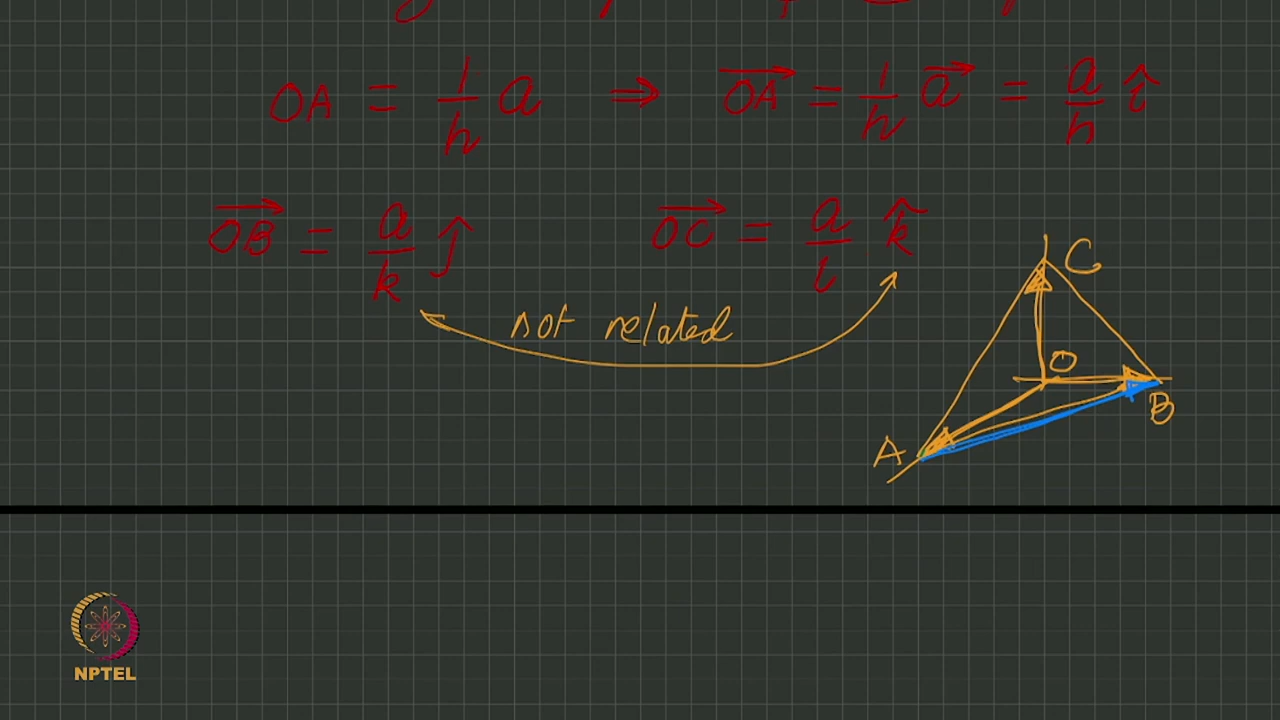 OA = 1/h a ⇒ OA⃗ = 1/h a⃗ = a/h î
OB⃗ = a/k ĵ OC⃗ = a/l k̂
not related
C
O
B
A
NPTEL